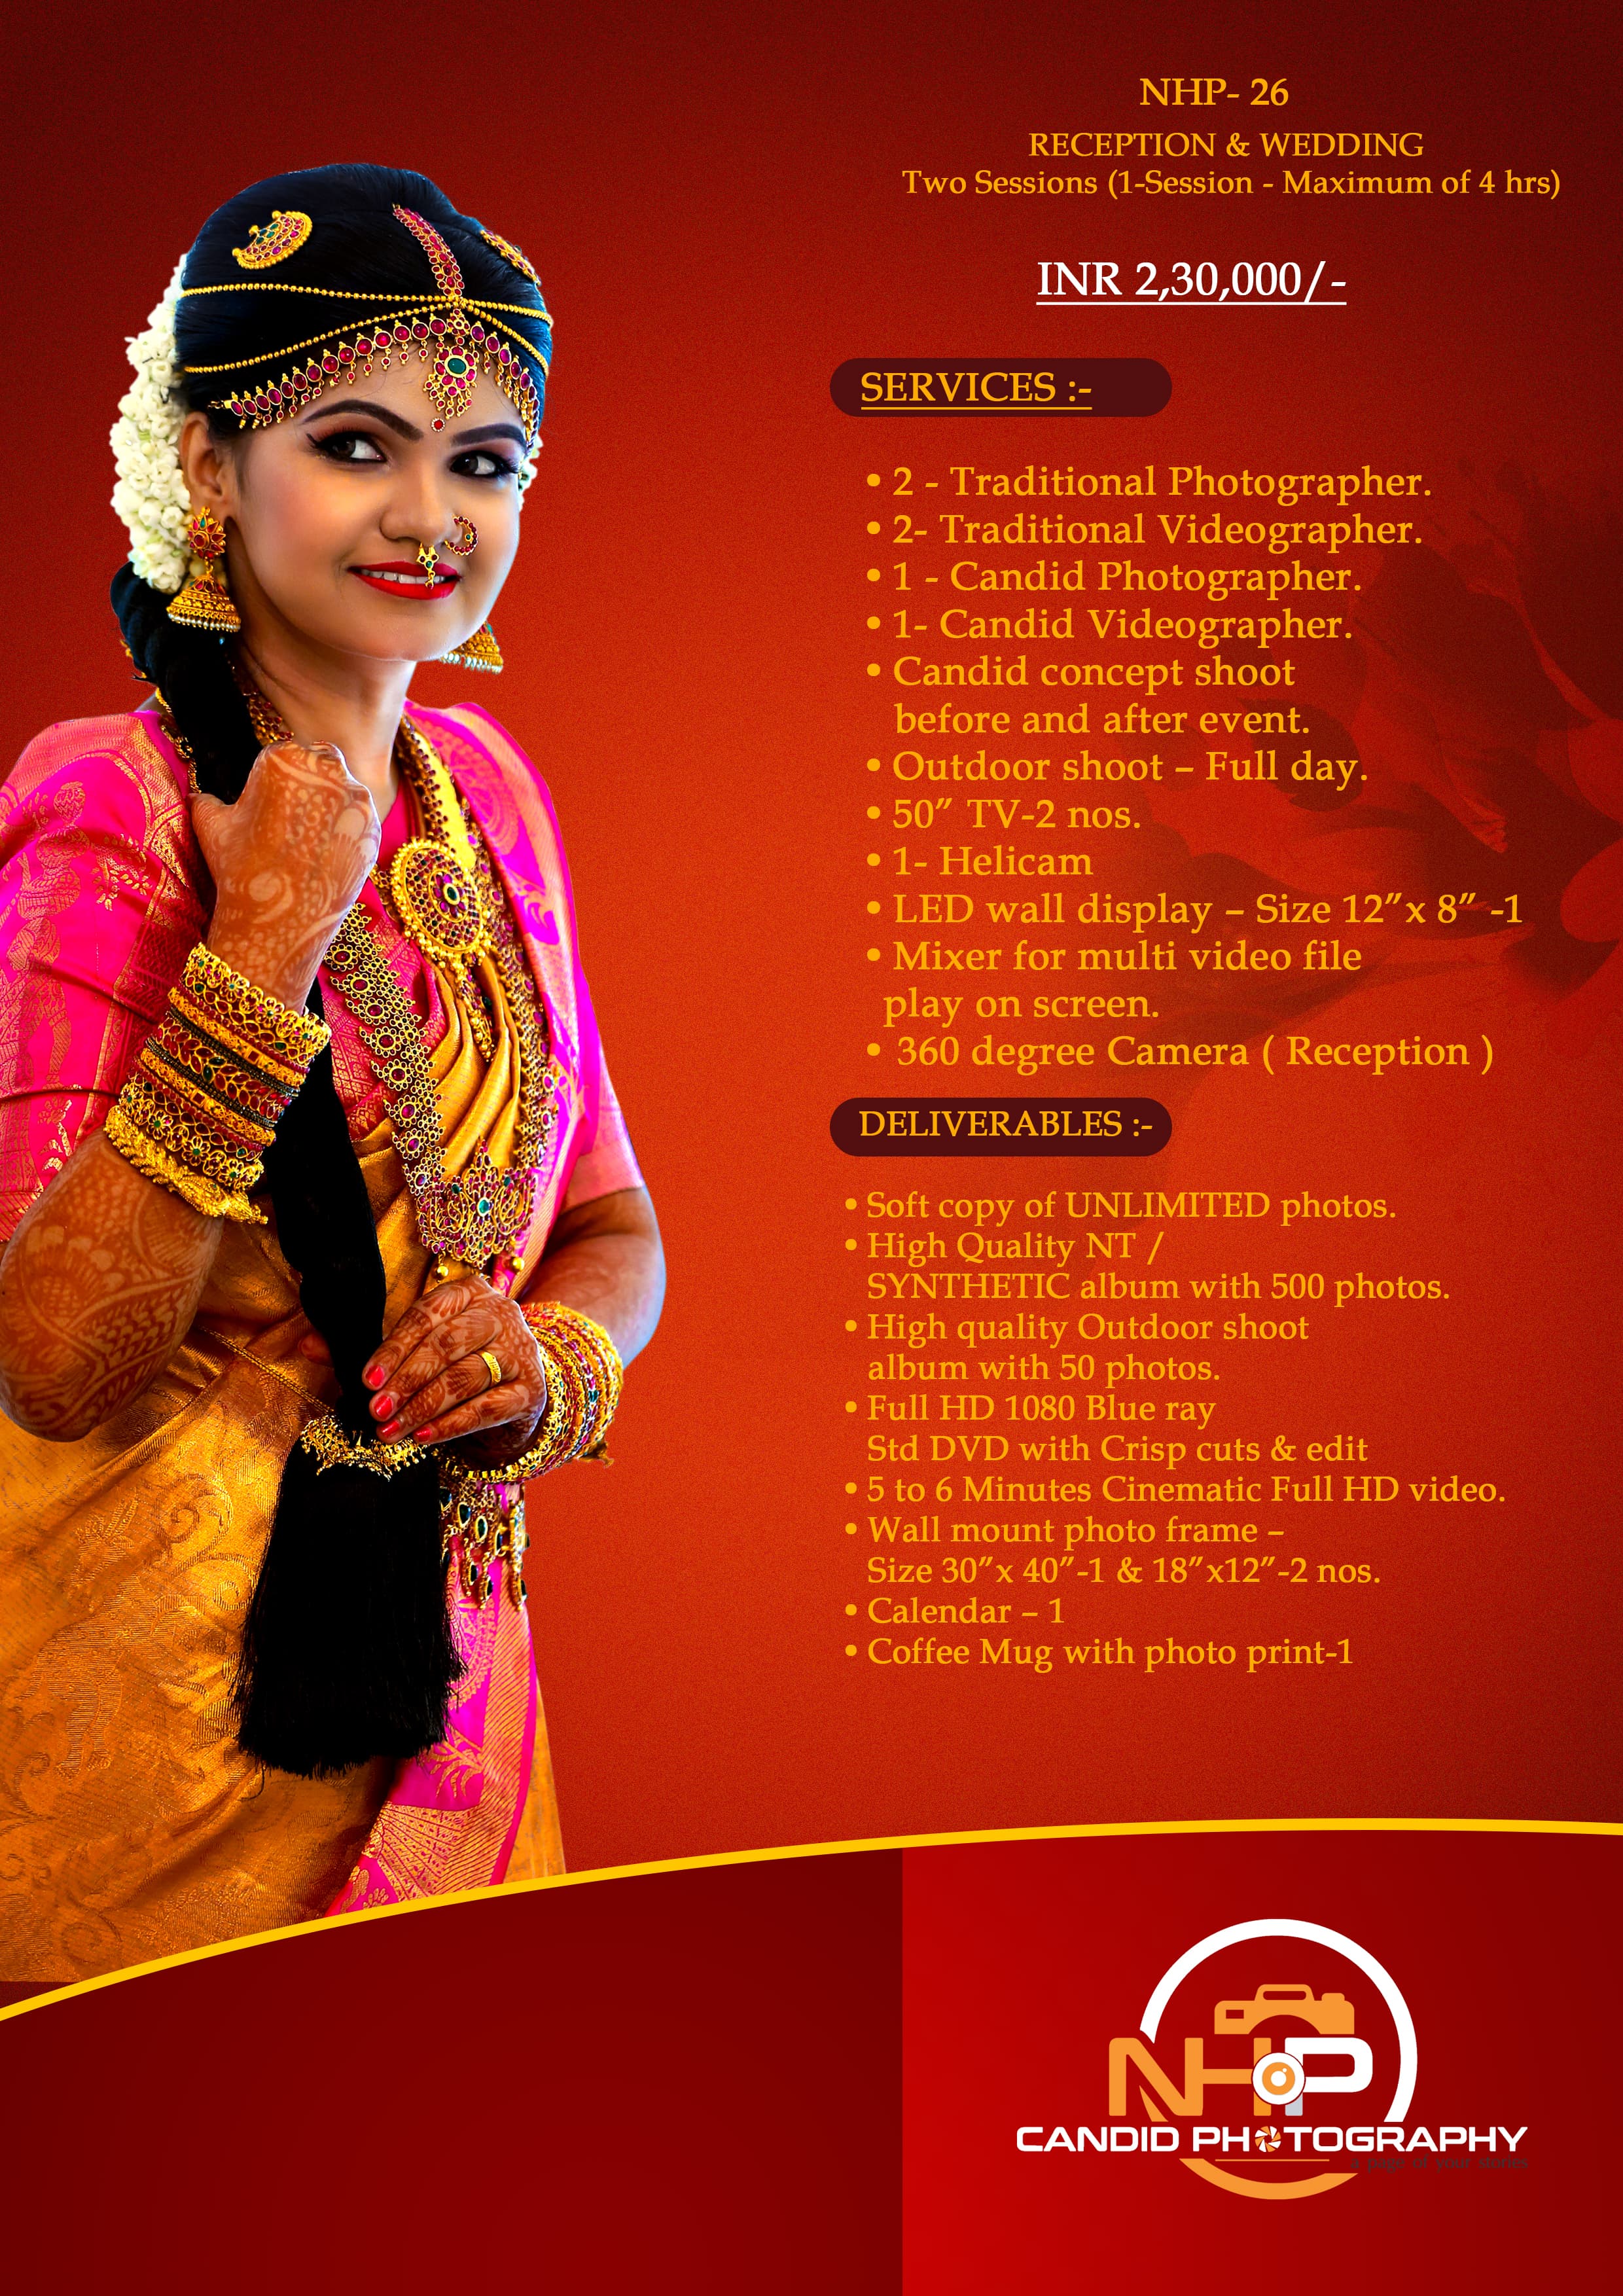 NHP- 26
RECEPTION & WEDDING
Two Sessions (1-Session - Maximum of 4 hrs)
INR 2,30,000/-
SERVICES :-
• 2 - Traditional Photographer.
• 2- Traditional Videographer.
• 1 - Candid Photographer.
• 1- Candid Videographer.
• Candid concept shoot
before and after event.
• Outdoor shoot – Full day.
• 50″ TV-2 nos.
• 1- Helicam
• LED wall display – Size 12″x 8″ -1
• Mixer for multi video file
play on screen.
• 360 degree Camera ( Reception )
DELIVERABLES :-
• Soft copy of UNLIMITED photos.
• High Quality NT /
SYNTHETIC album with 500 photos.
• High quality Outdoor shoot
album with 50 photos.
• Full HD 1080 Blue ray
Std DVD with Crisp cuts & edit
• 5 to 6 Minutes Cinematic Full HD video.
• Wall mount photo frame –
Size 30″x 40″-1 & 18″x12″-2 nos.
• Calendar – 1
• Coffee Mug with photo print-1
NHP
CANDID PHOTOGRAPHY
a page of your stories